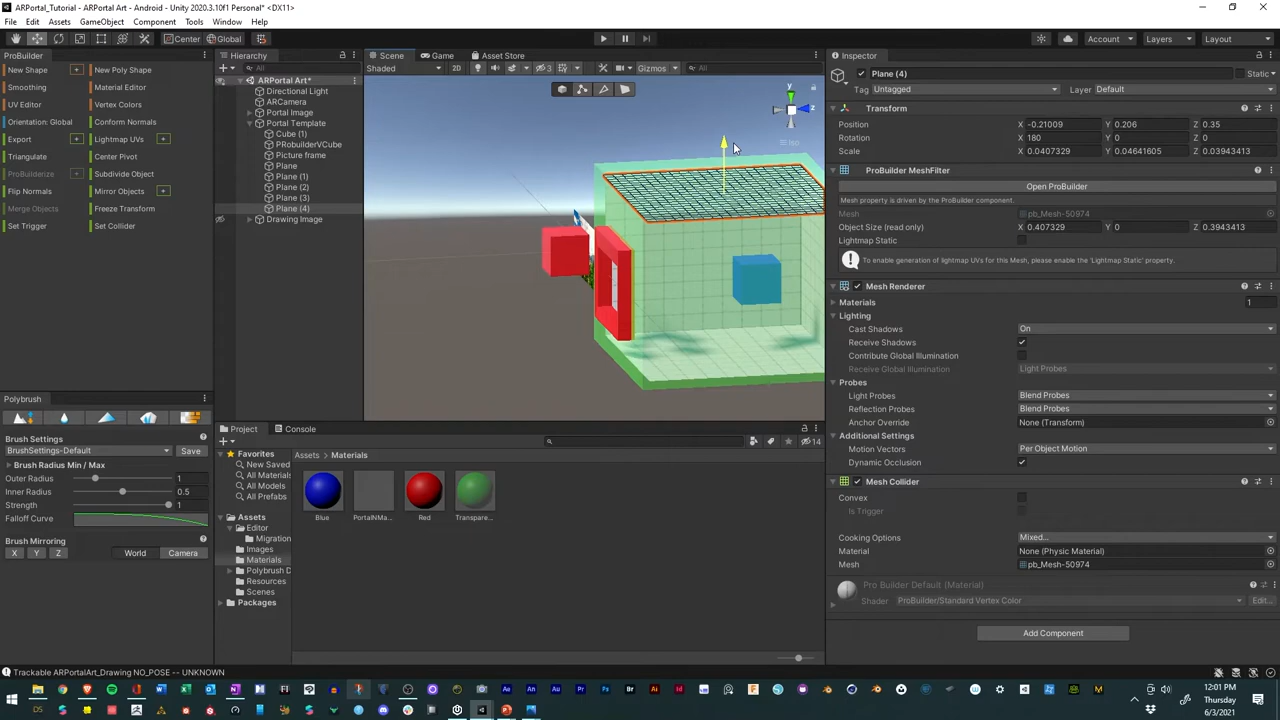 ARPortal_Tutorial - ARPortal Art - Android - Unity 2020.3.10f1 Personal* <DX11>
File Edit Assets GameObject Component Tools Window Help
Center Global Account Layers Layout
ProBuilder
New Shape New Poly Shape
Smoothing Material Editor
UV Editor Vertex Colors
Orientation: Global Conform Normals
Export Lightmap UVs
Triangulate Center Pivot
ProBuilderize Subdivide Object
Flip Normals Mirror Objects
Merge Objects Freeze Transform
Set Trigger Set Collider
Polybrush
Brush Settings
BrushSettings-Default Save
Brush Radius Min / Max
Outer Radius 1
Inner Radius 0.5
Strength 1
Falloff Curve
Brush Mirroring
X Y Z World Camera
Hierarchy
All
ARPortal Art*
Directional Light
ARCamera
Portal Image
Portal Template
Cube (1)
PRobuilderVCube
Picture frame
Plane
Plane (1)
Plane (2)
Plane (3)
Plane (4)
Drawing Image
Scene Game Asset Store
Shaded 2D 3 Gizmos All
y
z
Iso
Project Console
14
Favorites
New Saved
All Materials
All Models
All Prefabs
Assets
Editor
Migration
Images
Materials
Polybrush D
Resources
Scenes
Packages
Assets > Materials
Blue PortalNMa... Red Transpare...
Inspector
Plane (4) Static
Tag Untagged Layer Default
Transform
Position X -0.21009 Y 0.206 Z 0.35
Rotation X 180 Y 0 Z 0
Scale X 0.0407329 Y 0.04641605 Z 0.03943413
ProBuilder MeshFilter
Open ProBuilder
Mesh property is driven by the ProBuilder component.
Mesh pb_Mesh-50974
Object Size (read only) X 0.407329 Y 0 Z 0.3943413
Lightmap Static
To enable generation of lightmap UVs for this Mesh, please enable the 'Lightmap Static' property.
Mesh Renderer
Materials 1
Lighting
Cast Shadows On
Receive Shadows
Contribute Global Illumination
Receive Global Illumination Light Probes
Probes
Light Probes Blend Probes
Reflection Probes Blend Probes
Anchor Override None (Transform)
Additional Settings
Motion Vectors Per Object Motion
Dynamic Occlusion
Mesh Collider
Convex
Is Trigger
Cooking Options Mixed...
Material None (Physic Material)
Mesh pb_Mesh-50974
Pro Builder Default (Material)
Shader ProBuilder/Standard Vertex Color Edit...
Add Component
Trackable ARPortalArt_Drawing NO_POSE -- UNKNOWN
12:01 PM
Thursday
6/3/2021